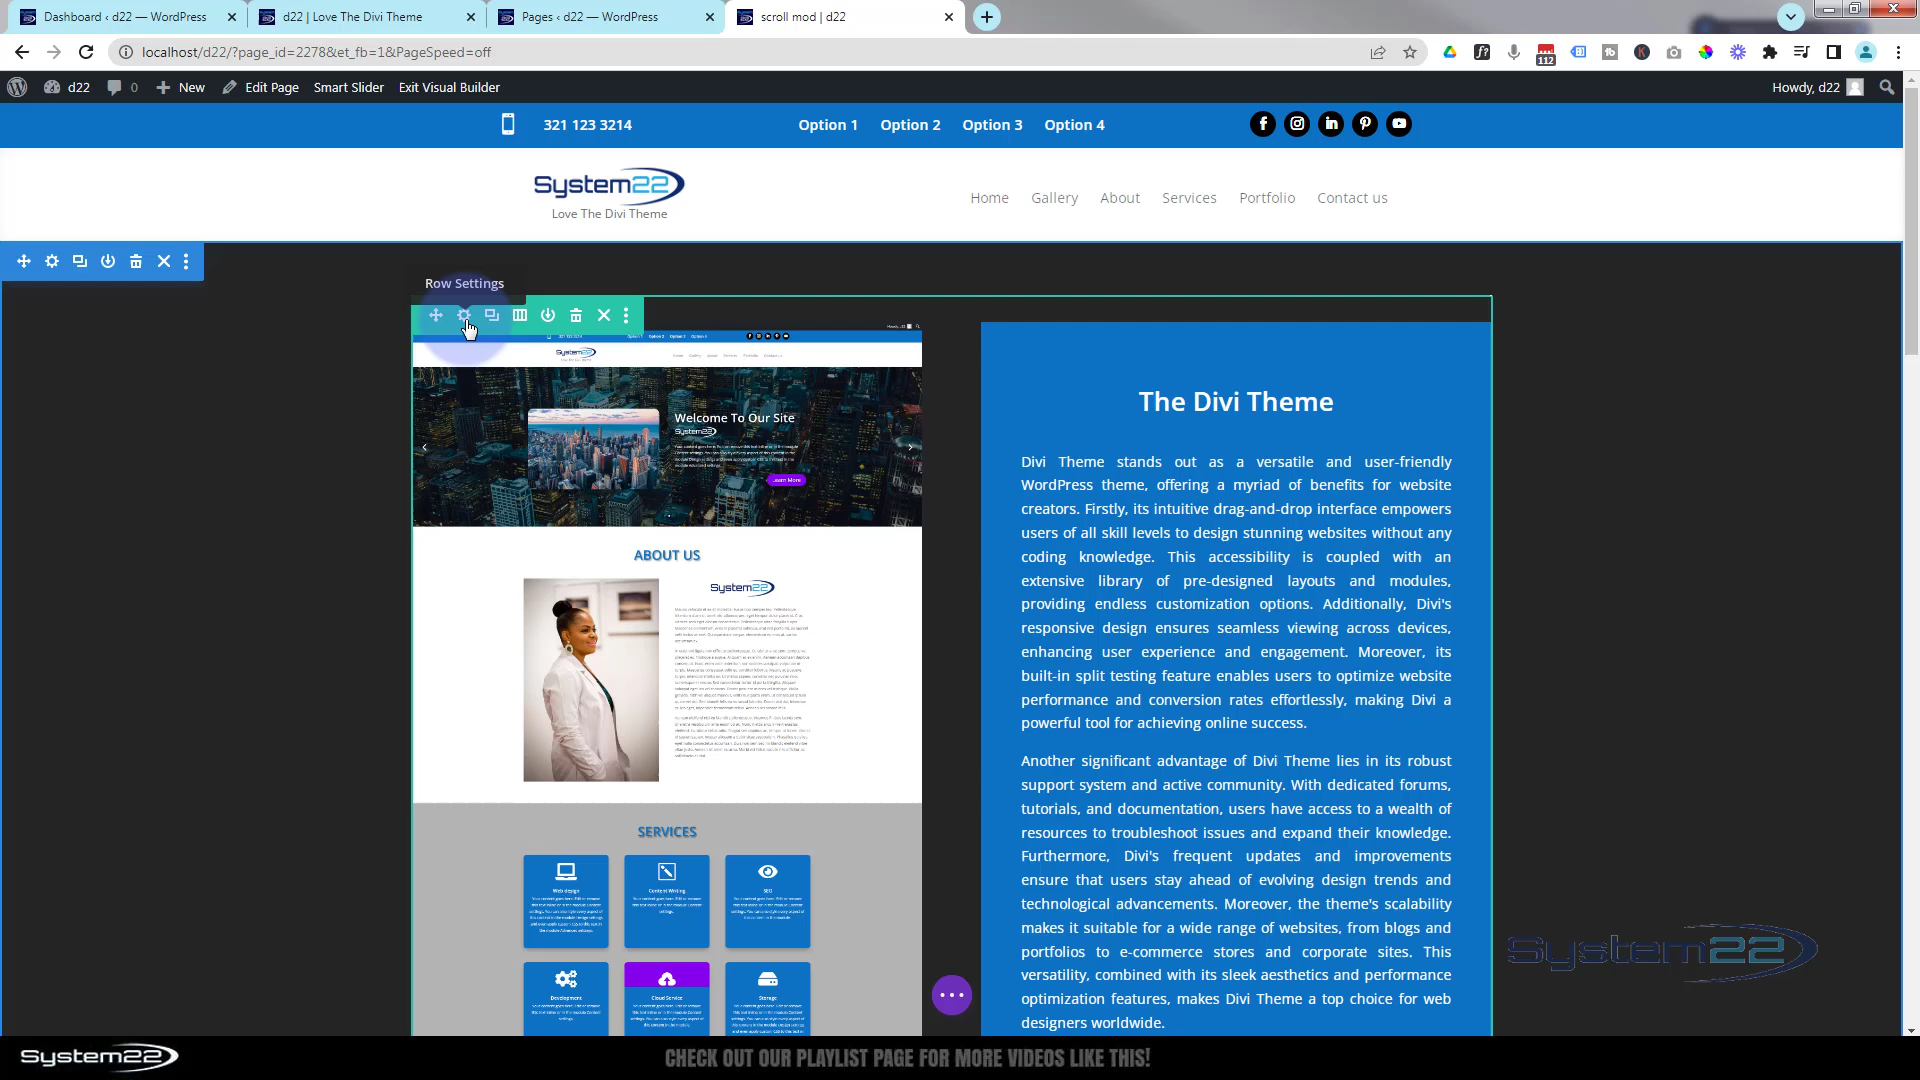 Dashboard ‹ d22 — WordPress
d22 | Love The Divi Theme
Pages ‹ d22 — WordPress
scroll mod | d22
localhost/d22/?page_id=2278&et_fb=1&PageSpeed=off
112
d22
0
New
Edit Page
Smart Slider
Exit Visual Builder
Howdy, d22
321 123 3214
Option 1
Option 2
Option 3
Option 4
System22
Love The Divi Theme
Home
Gallery
About
Services
Portfolio
Contact us
Row Settings
System22
Welcome To Our Site
System22
Learn More
ABOUT US
System22
SERVICES
Web design
Content Writing
SEO
Development
Cloud Service
Storage
The Divi Theme
Divi Theme stands out as a versatile and user-friendly
WordPress theme, offering a myriad of benefits for website
creators. Firstly, its intuitive drag-and-drop interface empowers
users of all skill levels to design stunning websites without any
coding knowledge. This accessibility is coupled with an
extensive library of pre-designed layouts and modules,
providing endless customization options. Additionally, Divi's
responsive design ensures seamless viewing across devices,
enhancing user experience and engagement. Moreover, its
built-in split testing feature enables users to optimize website
performance and conversion rates effortlessly, making Divi a
powerful tool for achieving online success.
Another significant advantage of Divi Theme lies in its robust
support system and active community. With dedicated forums,
tutorials, and documentation, users have access to a wealth of
resources to troubleshoot issues and expand their knowledge.
Furthermore, Divi's frequent updates and improvements
ensure that users stay ahead of evolving design trends and
technological advancements. Moreover, the theme's scalability
makes it suitable for a wide range of websites, from blogs and
portfolios to e-commerce stores and corporate sites. This
versatility, combined with its sleek aesthetics and performance
optimization features, makes Divi Theme a top choice for web
designers worldwide.
System22
System22
CHECK OUT OUR PLAYLIST PAGE FOR MORE VIDEOS LIKE THIS!